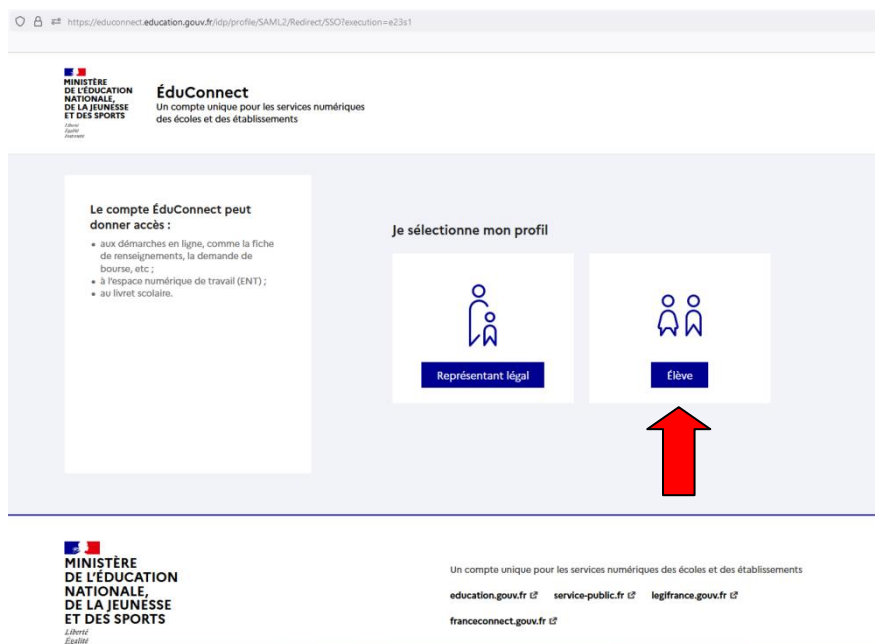 https://educonnect.education.gouv.fr/idp/profile/SAML2/Redirect/SSO?execution=e23s1
MINISTÈRE
DE L'ÉDUCATION
NATIONALE,
DE LA JEUNESSE
ET DES SPORTS
Liberté
Égalité
Fraternité
ÉduConnect
Un compte unique pour les services numériques
des écoles et des établissements
Le compte ÉduConnect peut
donner accès :
• aux démarches en ligne, comme la fiche
de renseignements, la demande de
bourse, etc ;
• à l'espace numérique de travail (ENT) ;
• au livret scolaire.
Je sélectionne mon profil
Représentant légal
Élève
MINISTÈRE
DE L'ÉDUCATION
NATIONALE,
DE LA JEUNESSE
ET DES SPORTS
Liberté
Égalité
Un compte unique pour les services numériques des écoles et des établissements
education.gouv.fr service-public.fr legifrance.gouv.fr
franceconnect.gouv.fr